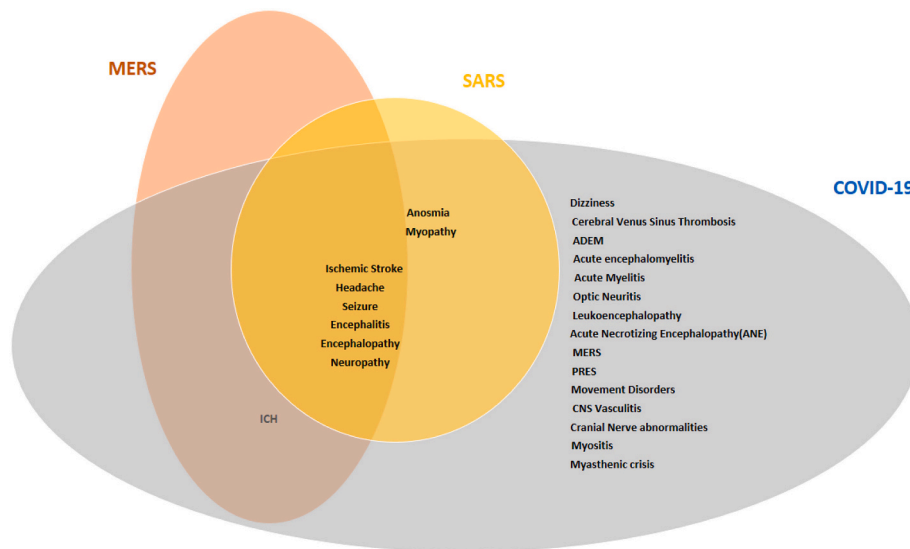 MERS
SARS
COVID-19
Anosmia
Myopathy
Ischemic Stroke
Headache
Seizure
Encephalitis
Encephalopathy
Neuropathy
ICH
Dizziness
Cerebral Venus Sinus Thrombosis
ADEM
Acute encephalomyelitis
Acute Myelitis
Optic Neuritis
Leukoencephalopathy
Acute Necrotizing Encephalopathy(ANE)
MERS
PRES
Movement Disorders
CNS Vasculitis
Cranial Nerve abnormalities
Myositis
Myasthenic crisis